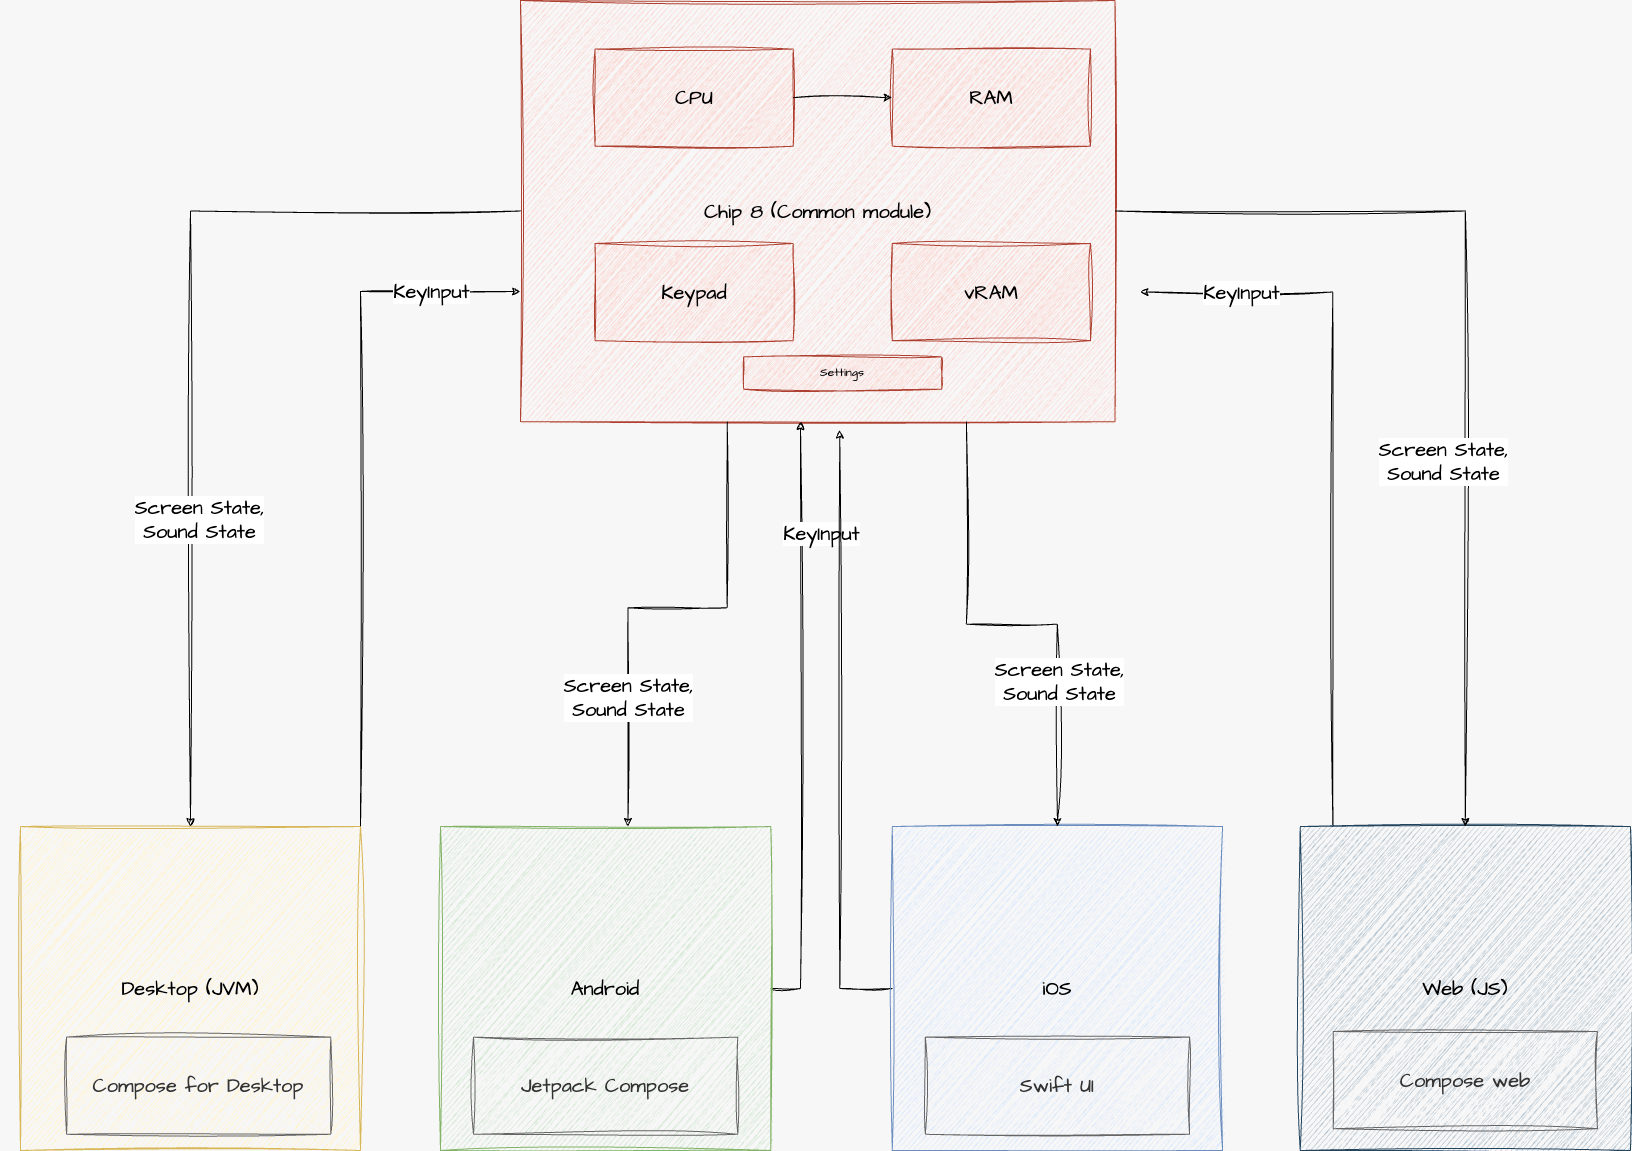 CPU
RAM
Chip 8 (Common module)
Keypad
vRAM
Settings
KeyInput
KeyInput
Screen State,
Sound State
Screen State,
Sound State
KeyInput
Screen State,
Sound State
Screen State,
Sound State
Desktop (JVM)
Android
iOS
Web (JS)
Compose for Desktop
Jetpack Compose
Swift UI
Compose web